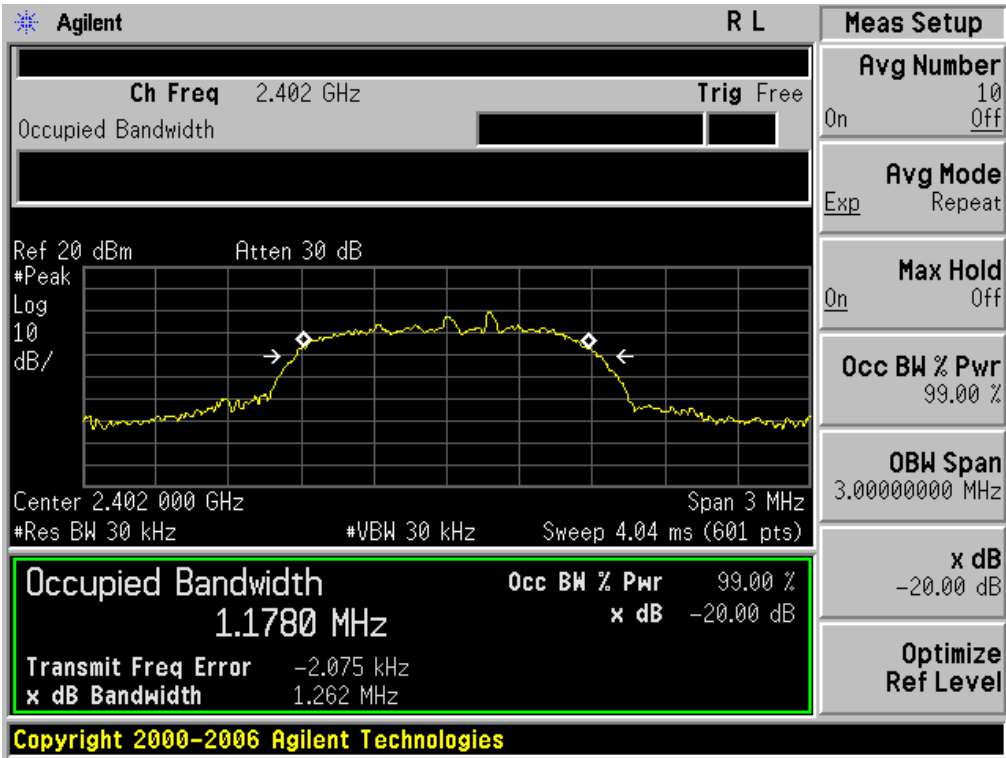 Agilent R L
Ch Freq 2.402 GHz Trig Free
Occupied Bandwidth
Ref 20 dBm Atten 30 dB
#Peak
Log
10
dB/
Center 2.402 000 GHz Span 3 MHz
#Res BW 30 kHz #VBW 30 kHz Sweep 4.04 ms (601 pts)
Occupied Bandwidth Occ BW % Pwr 99.00 %
1.1780 MHz x dB -20.00 dB
Transmit Freq Error -2.075 kHz
x dB Bandwidth 1.262 MHz
Copyright 2000-2006 Agilent Technologies
Meas Setup
Avg Number
10
On Off
Avg Mode
Exp Repeat
Max Hold
On Off
Occ BW % Pwr
99.00 %
OBW Span
3.00000000 MHz
x dB
-20.00 dB
Optimize
Ref Level